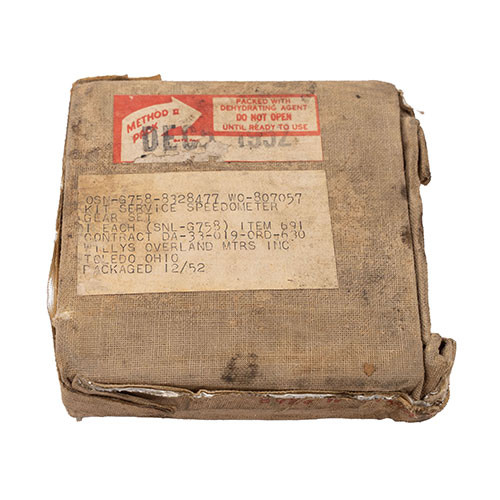 METHOD II
PACKED WITH
DEHYDRATING AGENT
DO NOT OPEN
UNTIL READY TO USE
DEC 1952
OSL-G758-8328477 WO-807057
KIT SERVICE SPEEDOMETER
GEAR SET
1 EACH (SNL-G758) ITEM 691
CONTRACT DA-33-019-ORD-630
WILLYS OVERLAND MTRS INC
TOLEDO OHIO
PACKAGED 12/52